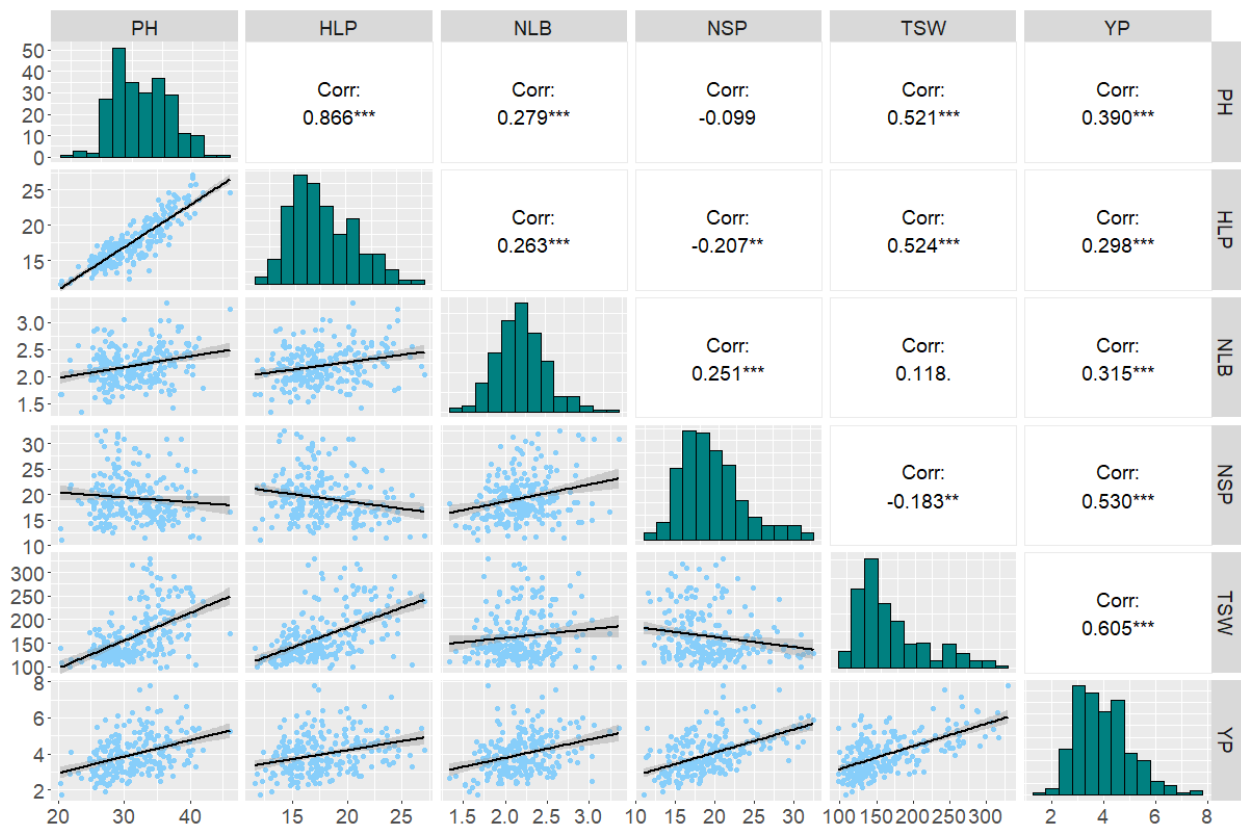 PH HLP NLB NSP TSW YP
50
40
30
20
10
0
Corr: Corr: Corr: Corr: Corr:
0.866*** 0.279*** -0.099 0.521*** 0.390***
PH
25
20
15
Corr: Corr: Corr: Corr:
0.263*** -0.207** 0.524*** 0.298***
HLP
3.0
2.5
2.0
1.5
Corr: Corr: Corr:
0.251*** 0.118. 0.315***
NLB
30
25
20
15
10
Corr: Corr:
-0.183** 0.530***
NSP
300
250
200
150
100
Corr:
0.605***
TSW
8
6
4
2
YP
20 30 40 15 20 25 1.5 2.0 2.5 3.0 10 15 20 25 30 100 150 200 250 300 2 4 6 8